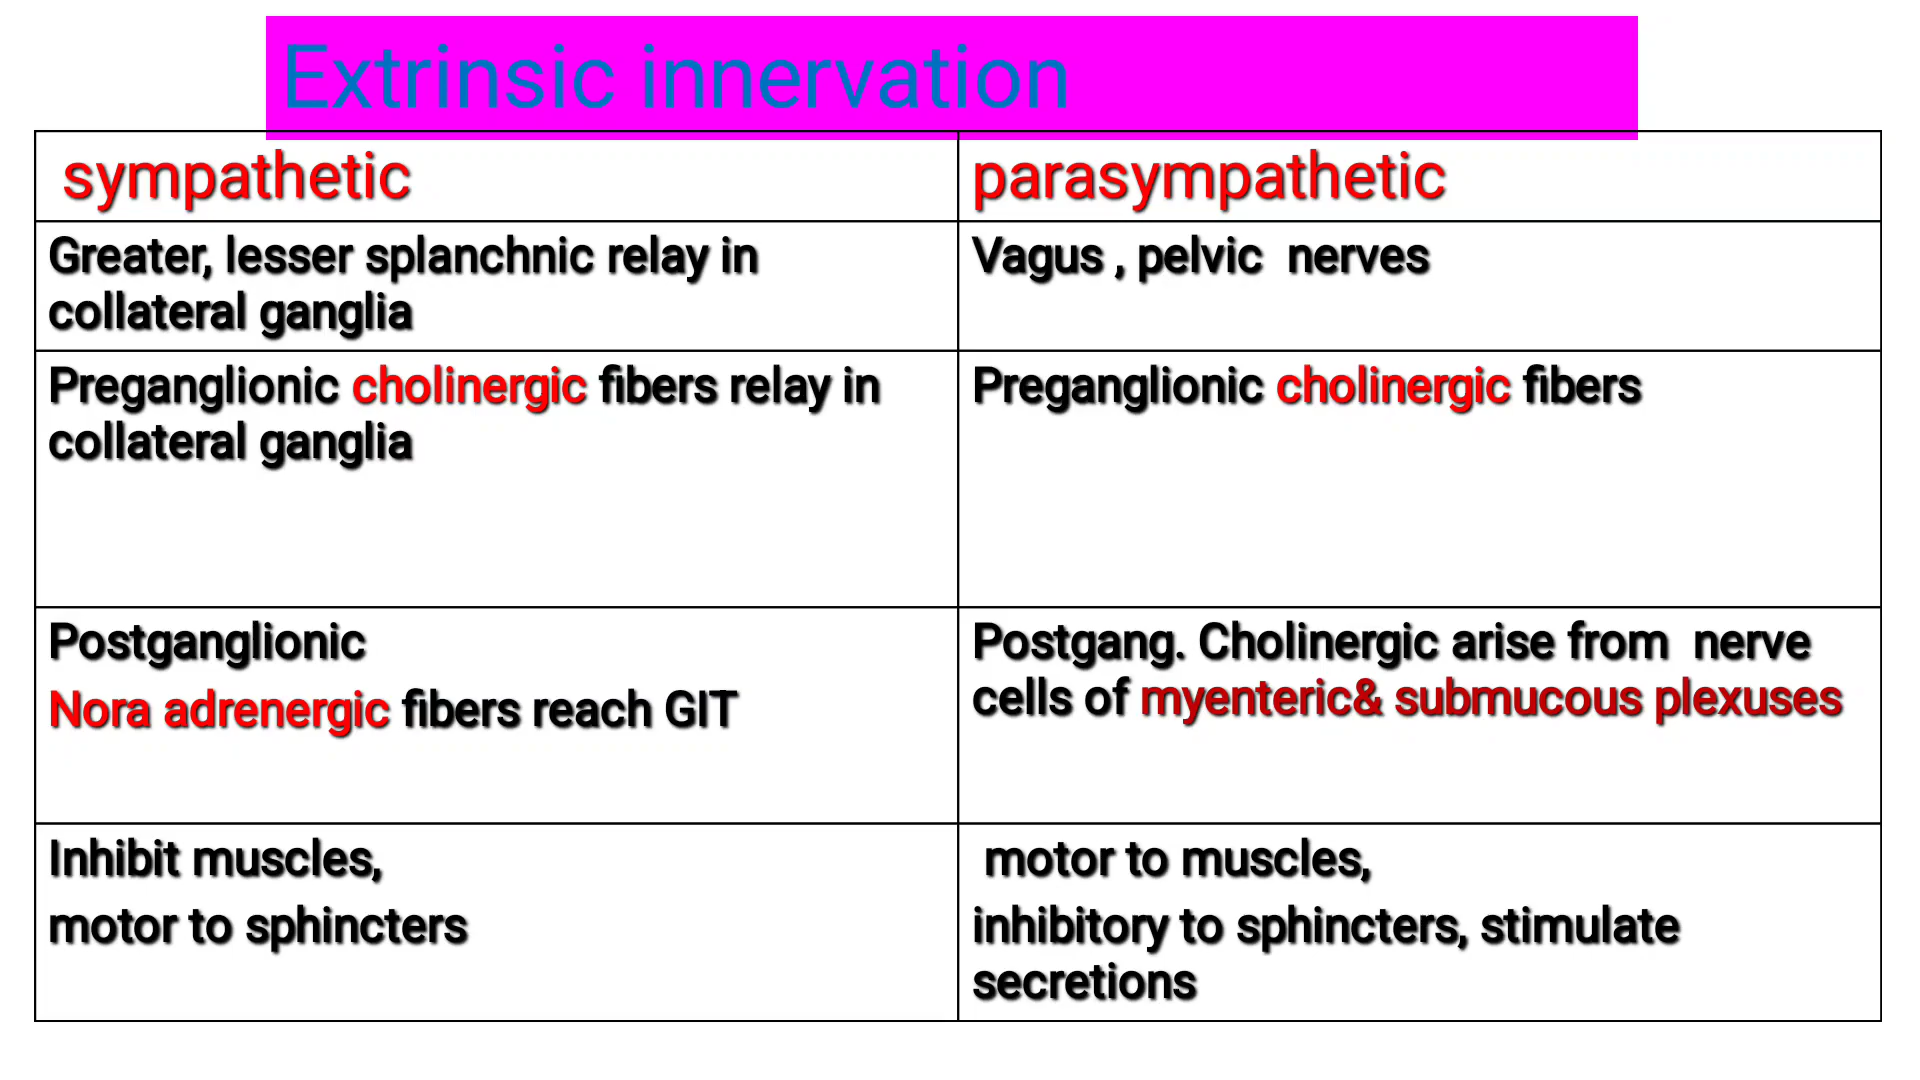 Extrinsic innervation
sympathetic
parasympathetic
Greater, lesser splanchnic relay in
collateral ganglia
Vagus , pelvic  nerves
Preganglionic cholinergic fibers relay in
collateral ganglia
Preganglionic cholinergic fibers
Postganglionic
Nora adrenergic fibers reach GIT
Postgang. Cholinergic arise from  nerve
cells of myenteric& submucous plexuses
Inhibit muscles,
motor to sphincters
motor to muscles,
inhibitory to sphincters, stimulate
secretions